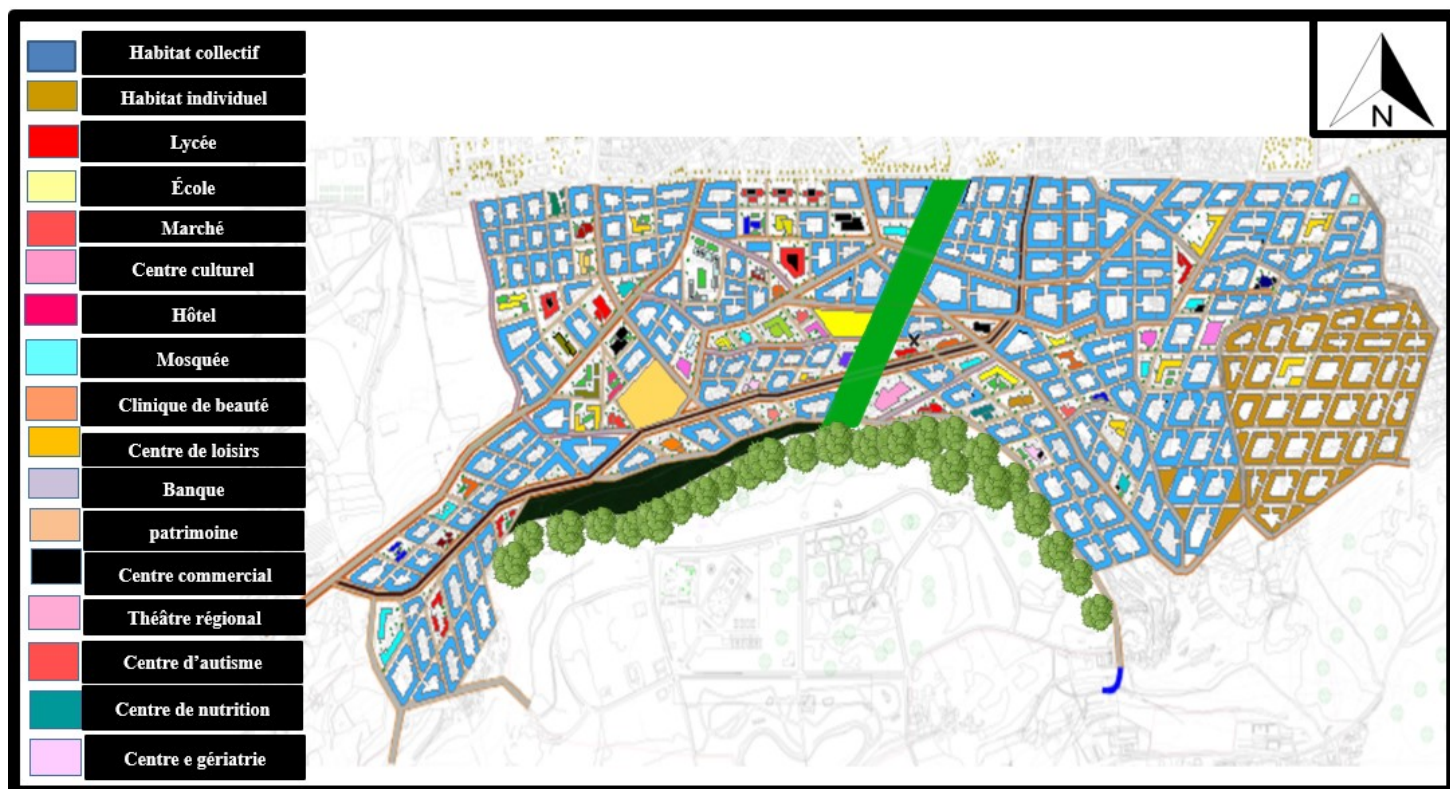 Habitat collectif
Habitat individuel
Lycée
École
Marché
Centre culturel
Hôtel
Mosquée
Clinique de beauté
Centre de loisirs
Banque
patrimoine
Centre commercial
Théâtre régional
Centre d’autisme
Centre de nutrition
Centre e gériatrie
N